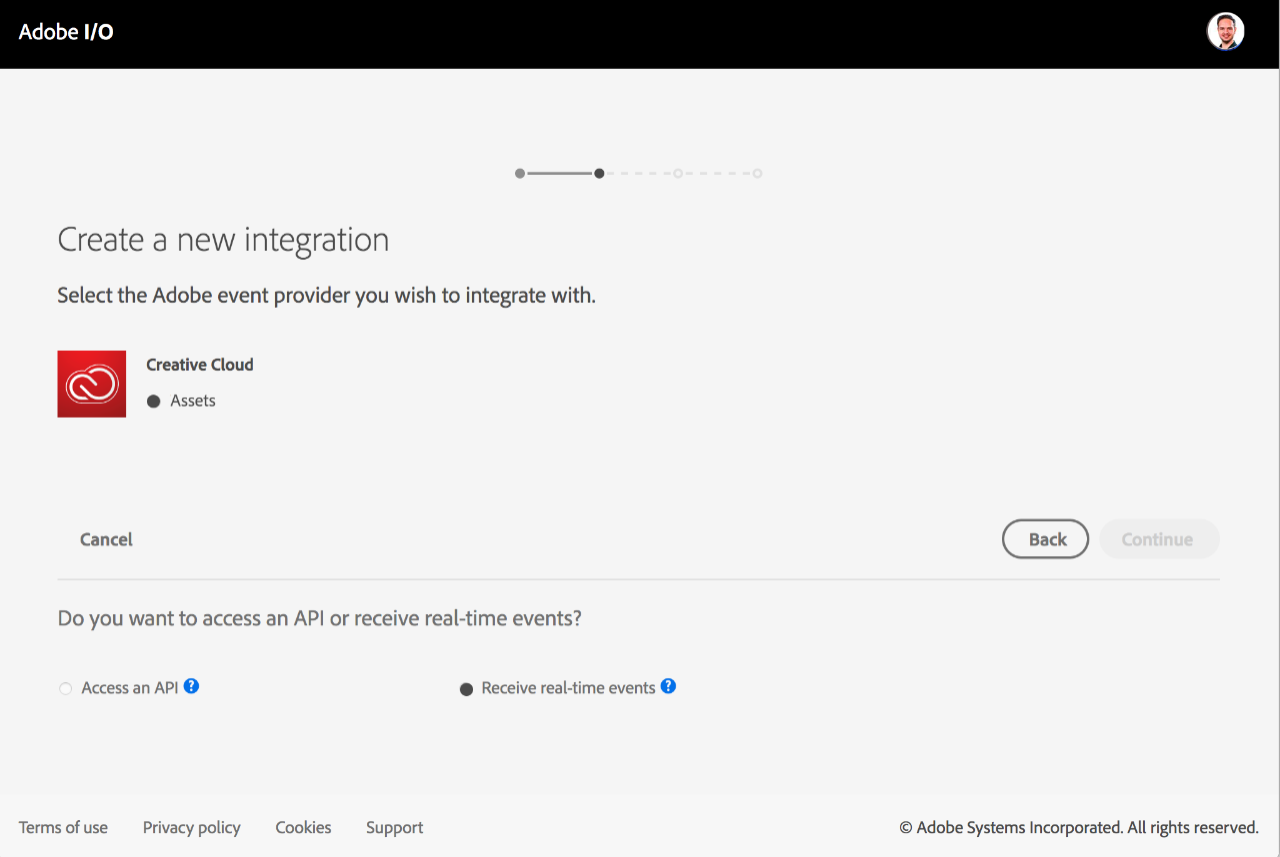 Adobe I/O
Create a new integration
Select the Adobe event provider you wish to integrate with.
Creative Cloud
Assets
Cancel
Back
Continue
Do you want to access an API or receive real-time events?
Access an API ?
Receive real-time events ?
Terms of use
Privacy policy
Cookies
Support
© Adobe Systems Incorporated. All rights reserved.